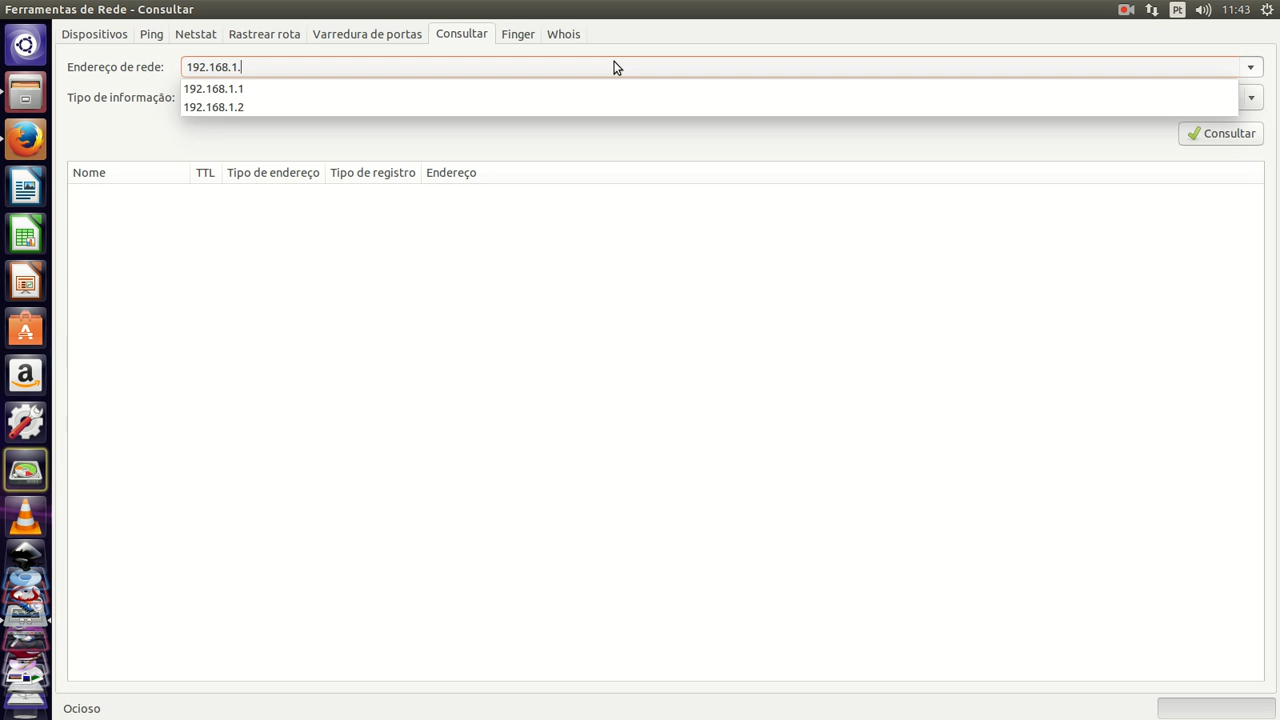 Ferramentas de Rede - Consultar
Pt
11:43
Dispositivos Ping Netstat Rastrear rota Varredura de portas Consultar Finger Whois
Endereço de rede: 192.168.1.
192.168.1.1
Tipo de informação:
192.168.1.2
Consultar
Nome TTL Tipo de endereço Tipo de registro Endereço
Ocioso